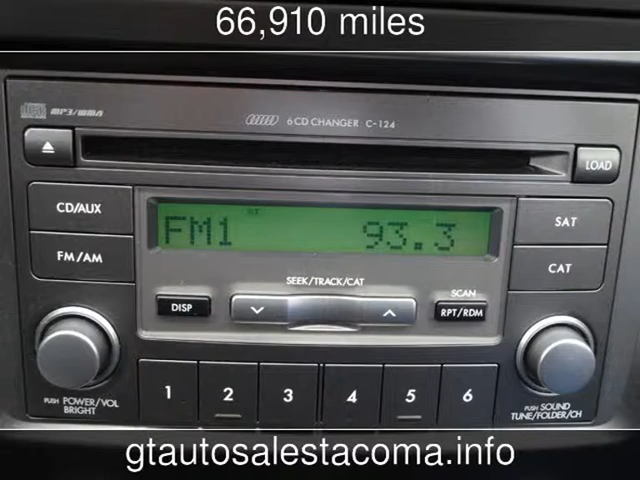 66,910 miles
MP3/WMA
6CD CHANGER C-124
LOAD
CD/AUX
FM1 ST 93.3
SAT
FM/AM
CAT
SEEK/TRACK/CAT
SCAN
DISP
RPT/RDM
1 2 3 4 5 6
PUSH POWER/VOL
BRIGHT
PUSH SOUND
TUNE/FOLDER/CH
gtautosalestacoma.info